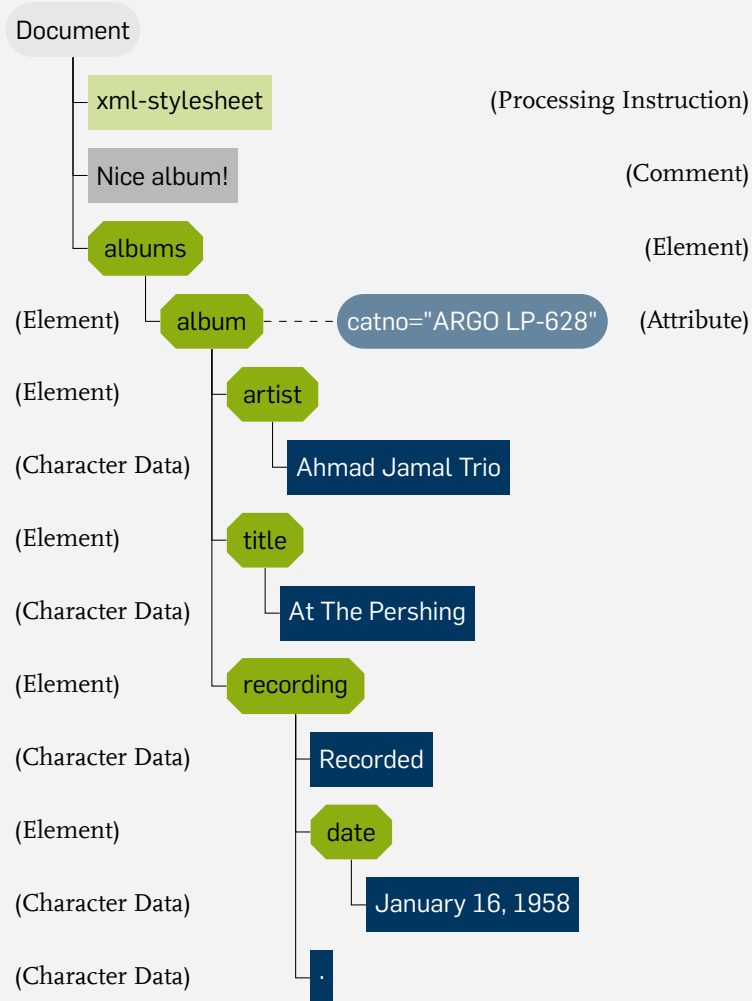 Document
xml-stylesheet (Processing Instruction)
Nice album! (Comment)
albums (Element)
(Element) album catno="ARGO LP-628" (Attribute)
(Element) artist
(Character Data) Ahmad Jamal Trio
(Element) title
(Character Data) At The Pershing
(Element) recording
(Character Data) Recorded
(Element) date
(Character Data) January 16, 1958
(Character Data) .